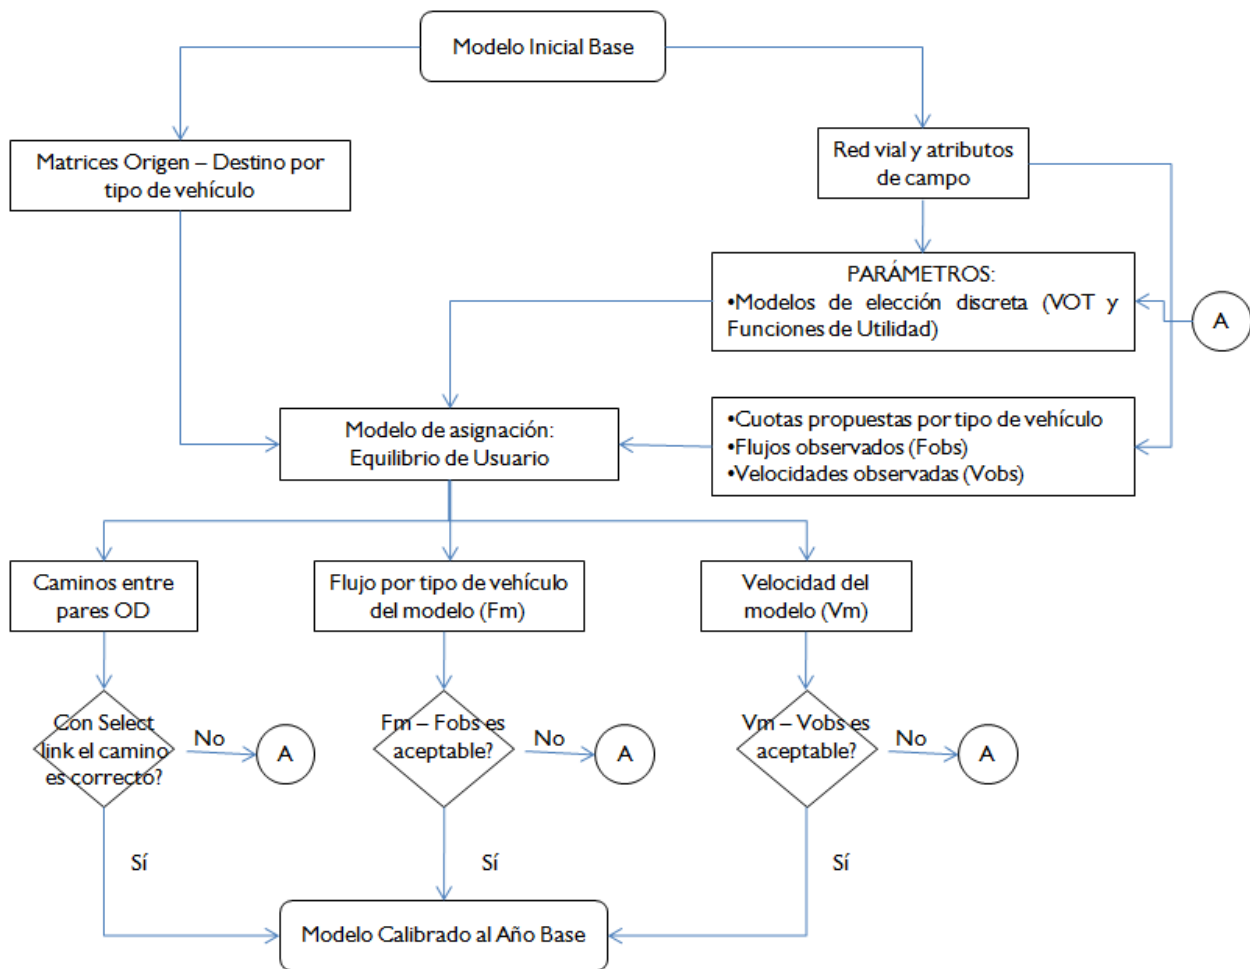 Modelo Inicial Base
Matrices Origen – Destino por
tipo de vehículo
Red vial y atributos
de campo
PARÁMETROS:
•Modelos de elección discreta (VOT y
Funciones de Utilidad)
A
Modelo de asignación:
Equilibrio de Usuario
•Cuotas propuestas por tipo de vehículo
•Flujos observados (Fobs)
•Velocidades observadas (Vobs)
Caminos entre
pares OD
Flujo por tipo de vehículo
del modelo (Fm)
Velocidad del
modelo (Vm)
Con Select
link el camino
es correcto?
No
A
Fm – Fobs es
aceptable?
No
A
Vm – Vobs es
aceptable?
No
A
Sí
Sí
Sí
Modelo Calibrado al Año Base